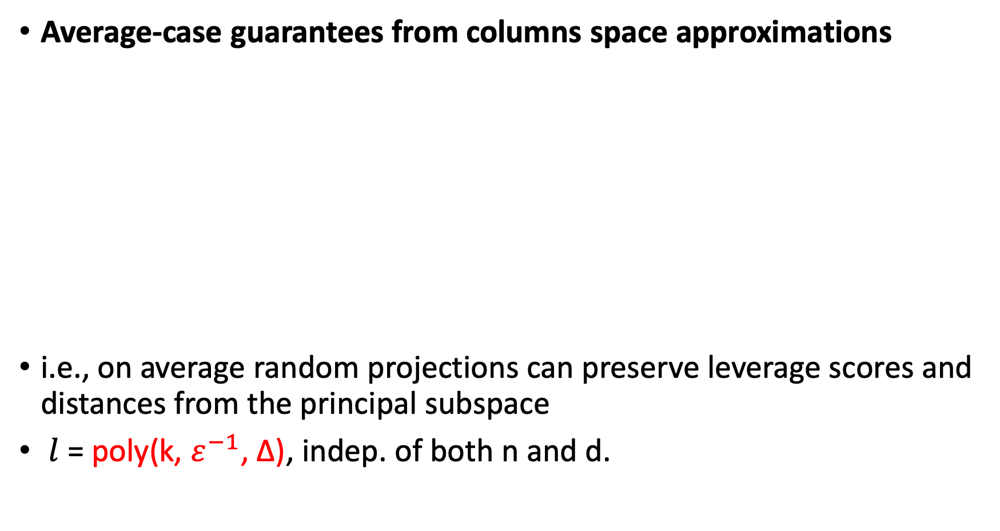 • Average-case guarantees from columns space approximations
• i.e., on average random projections can preserve leverage scores and
distances from the principal subspace
• l = poly(k, ε⁻¹, Δ), indep. of both n and d.